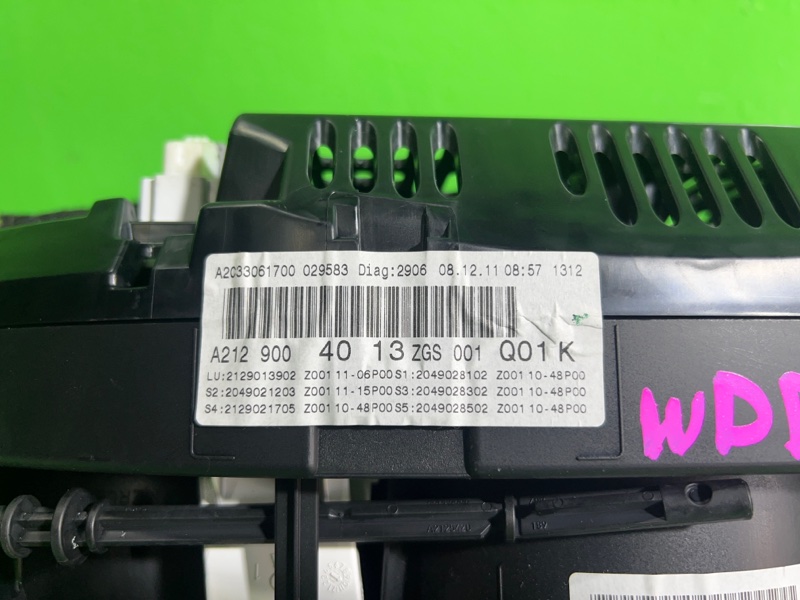 A2033061700 029583 Diag:2906 08.12.11 08:57 1312
A212 900 40 13 ZGS 001 Q01 K
LU:2129013902 Z001 11-06P00 S1:2049028102 Z001 10-48P00
S2:2049021203 Z001 11-15P00 S3:2049028302 Z001 10-48P00
S4:2129021705 Z001 10-48P00 S5:2049028502 Z001 10-48P00